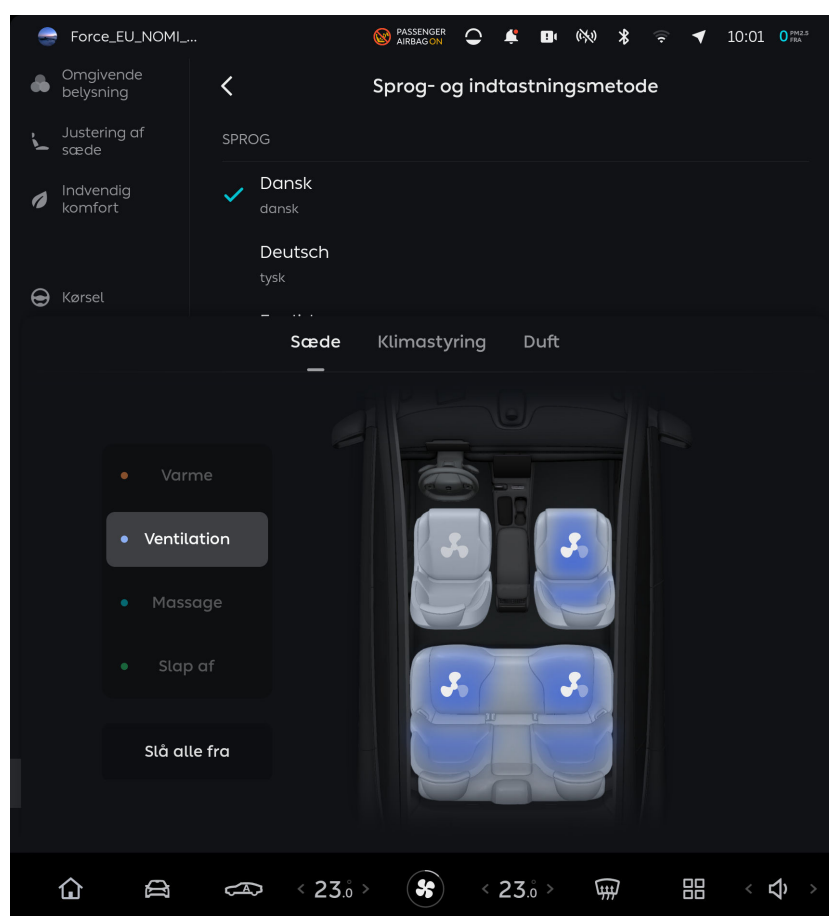 Force_EU_NOMI_...
PASSENGER
AIRBAG ON
10:01
0 PM2.5
FRA
Omgivende
belysning
Justering af
sæde
Indvendig
komfort
Kørsel
Sprog- og indtastningsmetode
SPROG
Dansk
dansk
Deutsch
tysk
Sæde
Klimastyring
Duft
Varme
Ventilation
Massage
Slap af
Slå alle fra
A
< 23.0° >
< 23.0° >